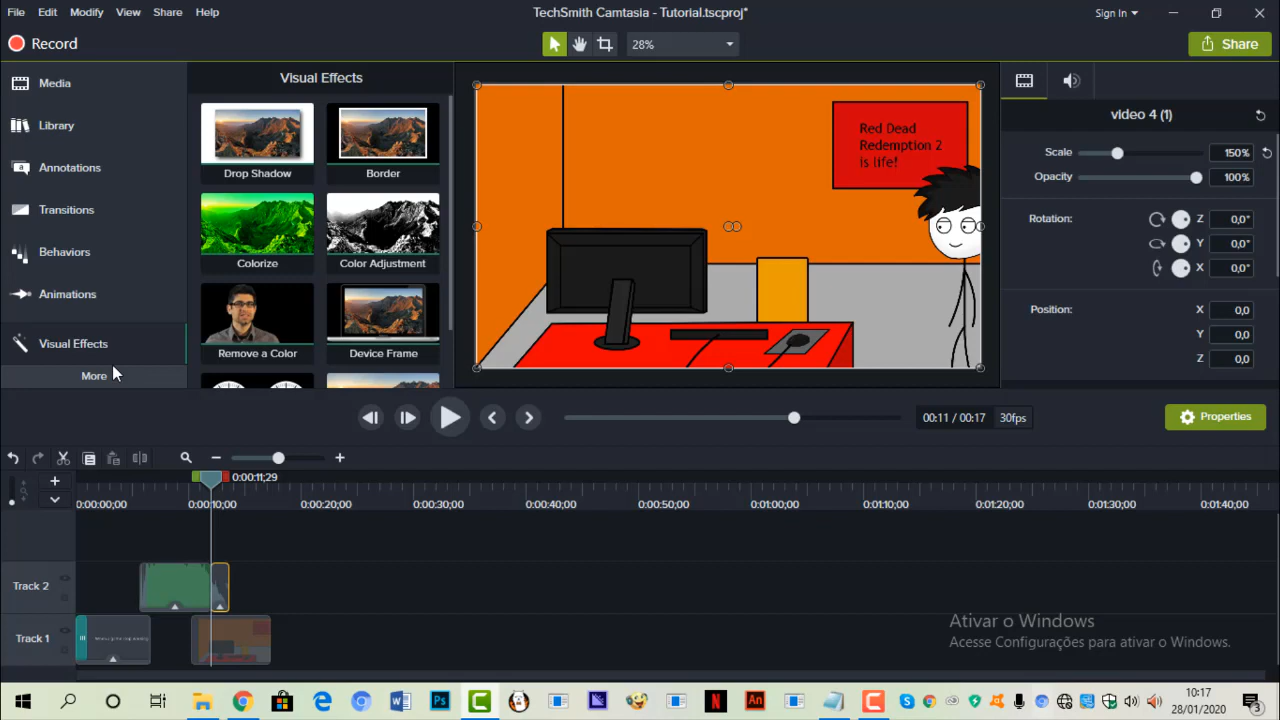 File Edit Modify View Share Help
TechSmith Camtasia - Tutorial.tscproj*
Sign In
Record
28%
Share
Media
Library
Annotations
Transitions
Behaviors
Animations
Visual Effects
More
Visual Effects
Drop Shadow
Border
Colorize
Color Adjustment
Remove a Color
Device Frame
Red Dead
Redemption 2
is life!
video 4 (1)
Scale 150%
Opacity 100%
Rotation: Z 0,0°
Y 0,0°
X 0,0°
Position: X 0,0
Y 0,0
Z 0,0
00:11 / 00:17 30fps
Properties
0:00:11;29
0:00:00;00 0:00:10;00 0:00:20;00 0:00:30;00 0:00:40;00 0:00:50;00 0:01:00;00 0:01:10;00 0:01:20;00 0:01:30;00 0:01:40;00
Track 2
Track 1
Ativar o Windows
Acesse Configurações para ativar o Windows.
W
Ps
C
N
An
C
S
10:17
28/01/2020
3